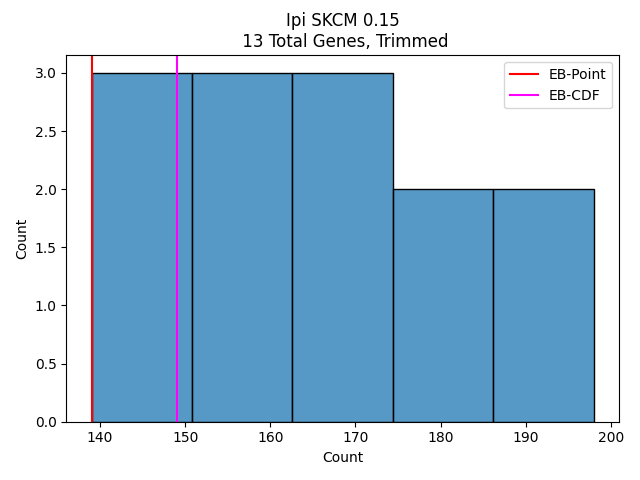 Ipi SKCM 0.15
13 Total Genes, Trimmed
EB-Point
EB-CDF
Count
3.0
2.5
2.0
1.5
1.0
0.5
0.0
140 150 160 170 180 190 200
Count